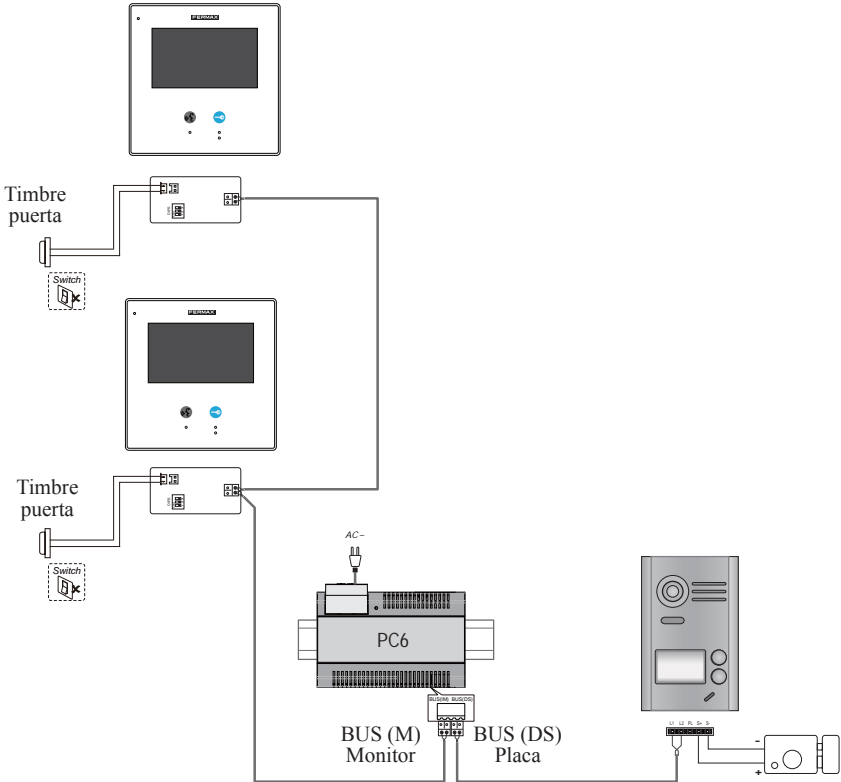 FERMAX
Timbre
puerta
Switch
FERMAX
Timbre
puerta
Switch
AC~
PC6
BUS(IM) BUS(DS)
BUS (M)
Monitor
BUS (DS)
Placa
L1 L2 PL S+ S-
-
+